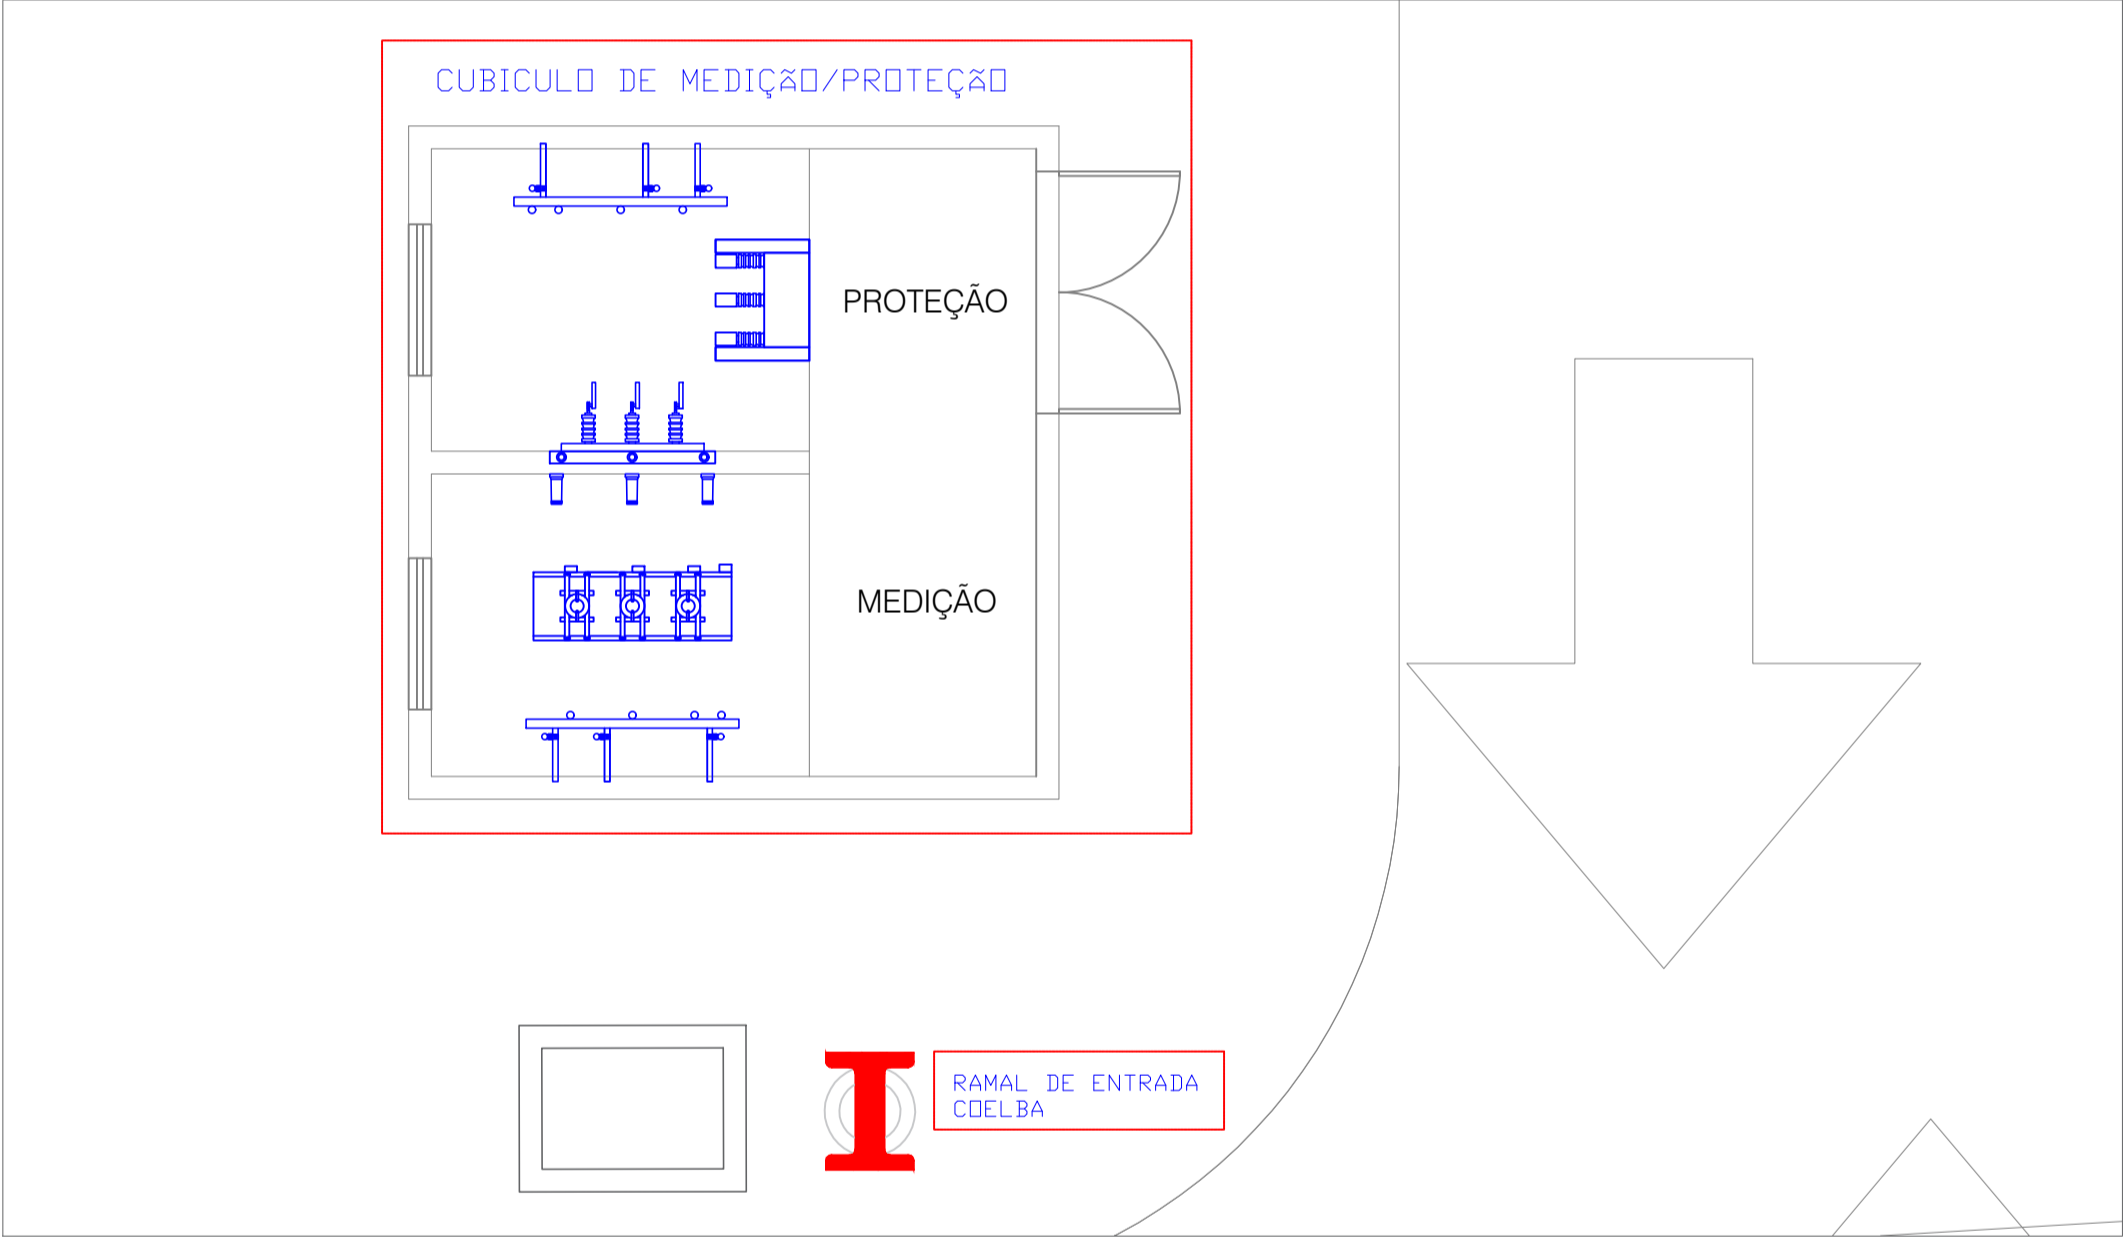 CUBICULO DE MEDIÇÃO/PROTEÇÃO
PROTEÇÃO
MEDIÇÃO
RAMAL DE ENTRADA
COELBA